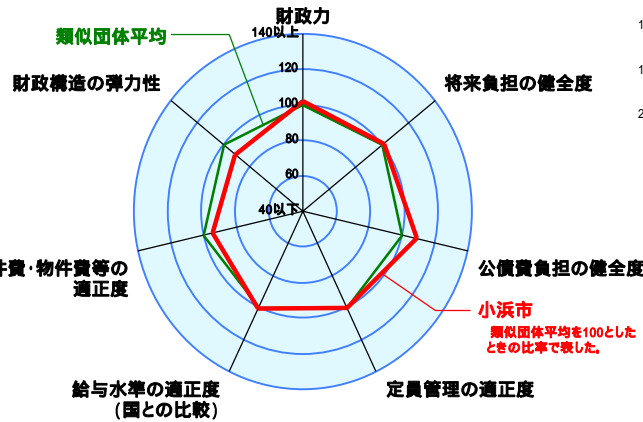 財政力
140以上
類似団体平均
120
財政構造の弾力性
将来負担の健全度
100
80
60
40以下
件費・物件費等の
適正度
公債費負担の健全度
小浜市
類似団体平均を100とした
ときの比率で表した。
給与水準の適正度
(国との比較)
定員管理の適正度
1
1
2